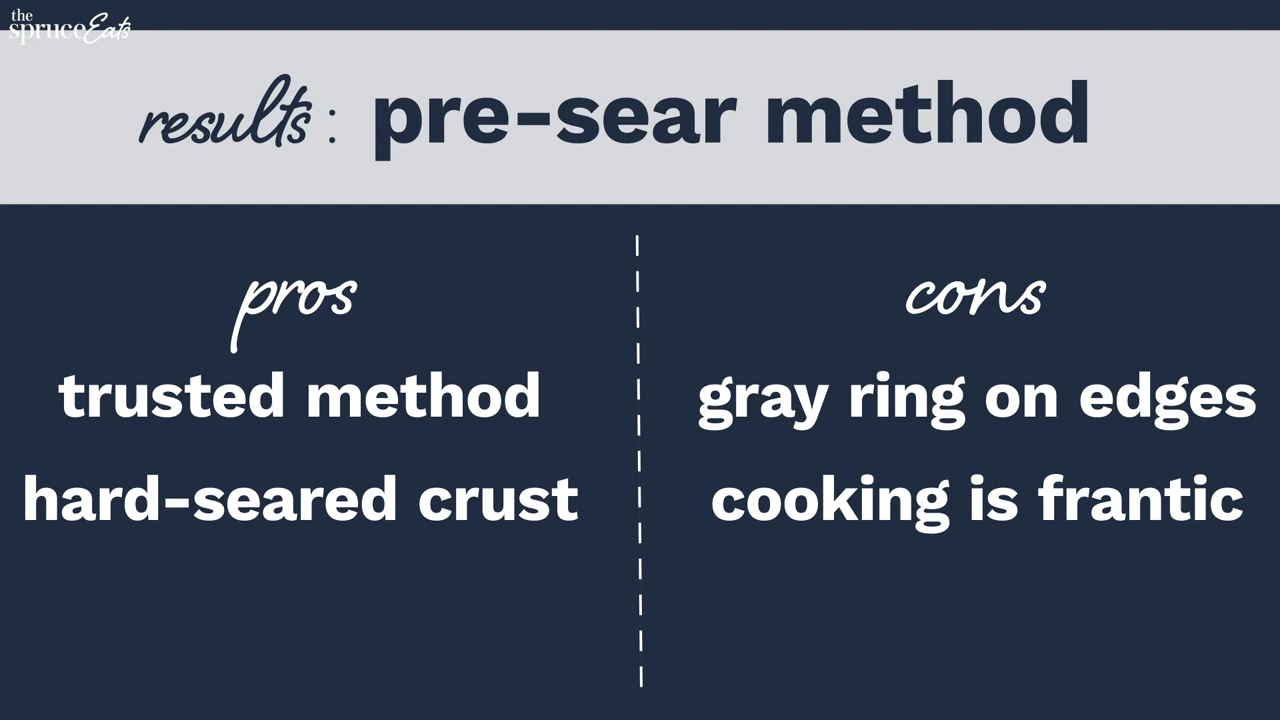 the
spruceEats
results: pre-sear method
pros
trusted method
hard-seared crust
cons
gray ring on edges
cooking is frantic